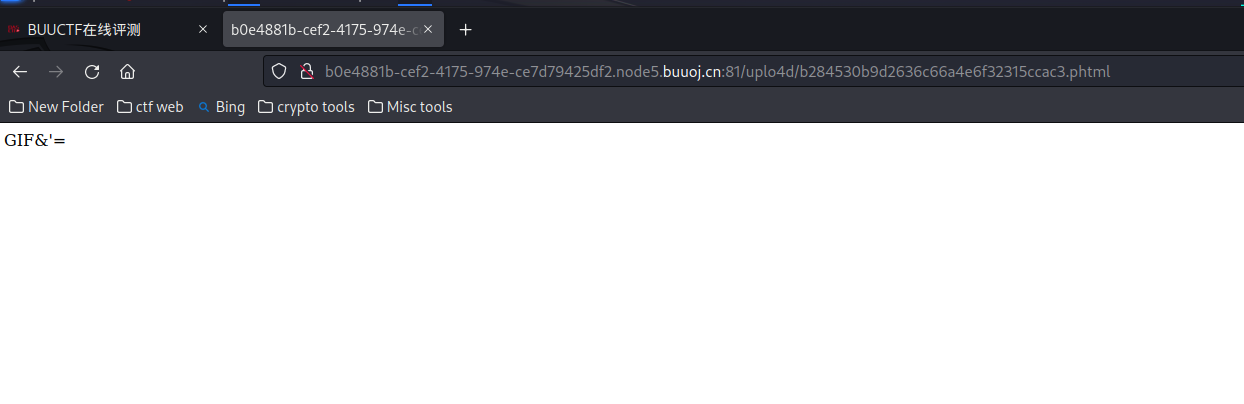 BUUCTF在线评测
b0e4881b-cef2-4175-974e-c
b0e4881b-cef2-4175-974e-ce7d79425df2.node5.buuoj.cn:81/uplo4d/b284530b9d2636c66a4e6f32315ccac3.phtml
New Folder ctf web Bing crypto tools Misc tools
GIF&'=